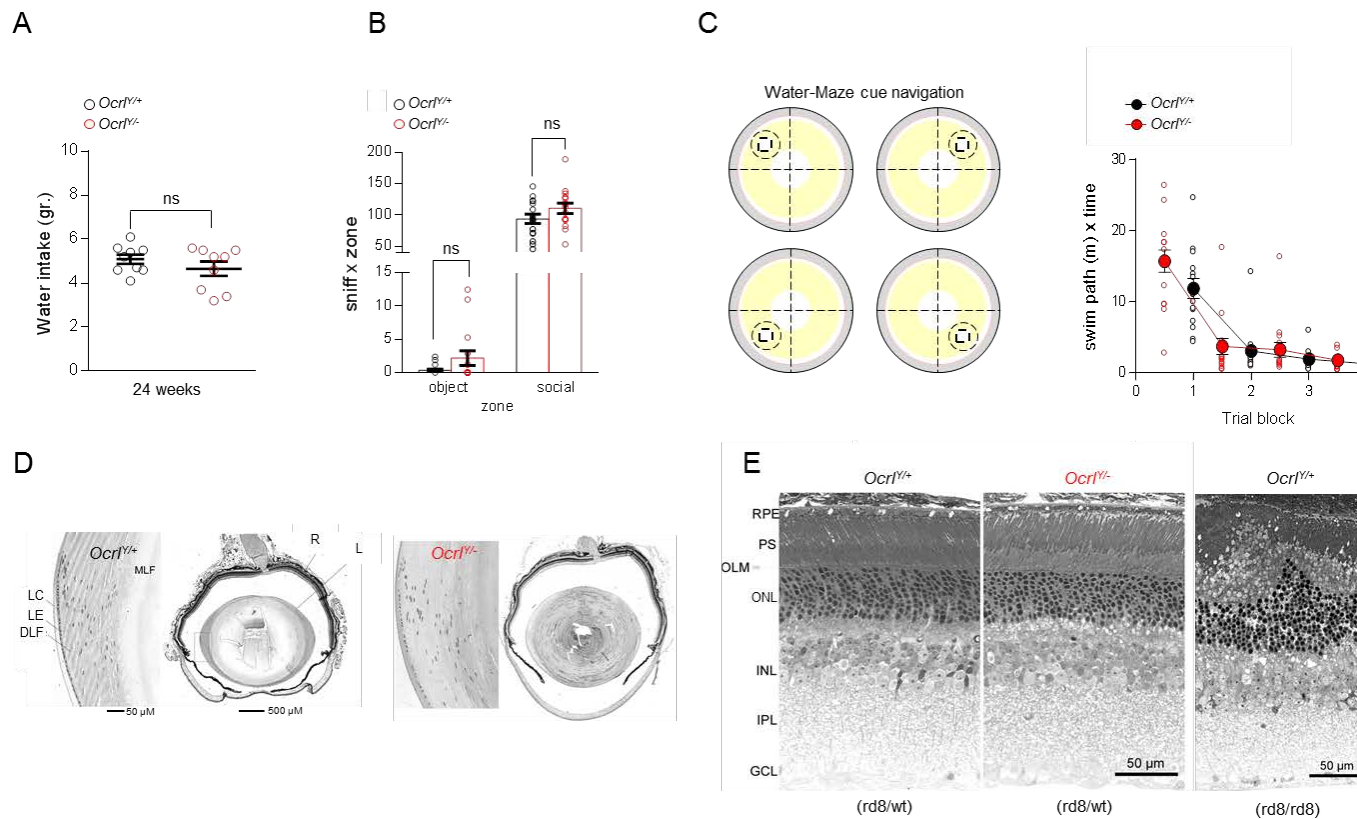 A
B
C
Ocrl^Y/+
Ocrl^Y/-
Water intake (gr.)
10
8
6
4
2
0
ns
24 weeks
Ocrl^Y/+
Ocrl^Y/-
sniff x zone
200
150
100
50
15
10
5
0
ns
ns
object
social
zone
Water-Maze cue navigation
Ocrl^Y/+
Ocrl^Y/-
swim path (m) x time
30
20
10
0
0
1
2
3
Trial block
D
E
Ocrl^Y/+
MLF
LC
LE
DLF
R
L
50 µM
500 µM
Ocrl^Y/-
Ocrl^Y/+
Ocrl^Y/-
Ocrl^Y/+
RPE
PS
OLM
ONL
INL
IPL
GCL
50 µm
50 µm
(rd8/wt)
(rd8/wt)
(rd8/rd8)